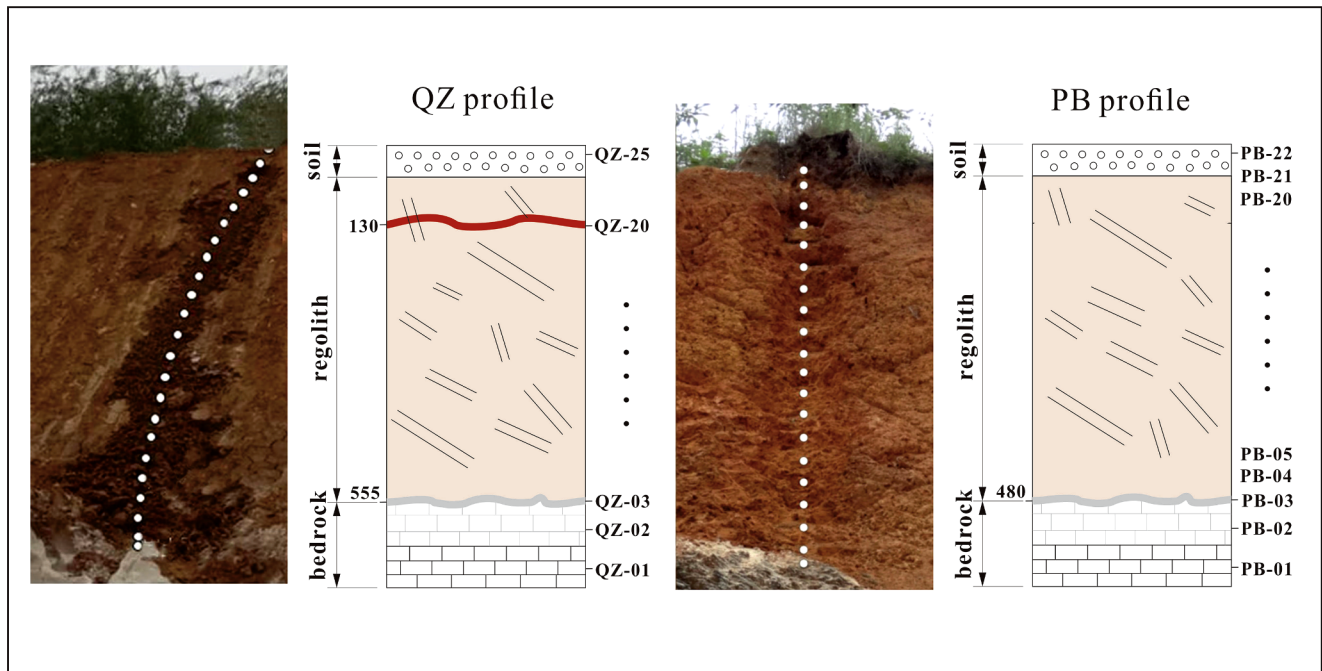 QZ profile
soil
regolith
bedrock
130
555
QZ-25
QZ-20
QZ-03
QZ-02
QZ-01
PB profile
soil
regolith
bedrock
480
PB-22
PB-21
PB-20
PB-05
PB-04
PB-03
PB-02
PB-01